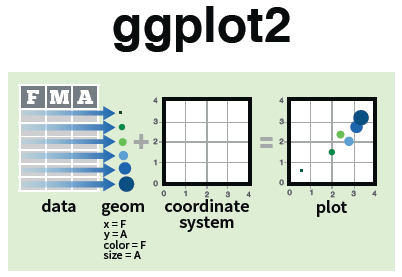 ggplot2
F M A
+ =
4 3 2 1 0
0 1 2 3 4
4 3 2 1 0
0 1 2 3 4
data geom coordinate system plot
x = F
y = A
color = F
size = A